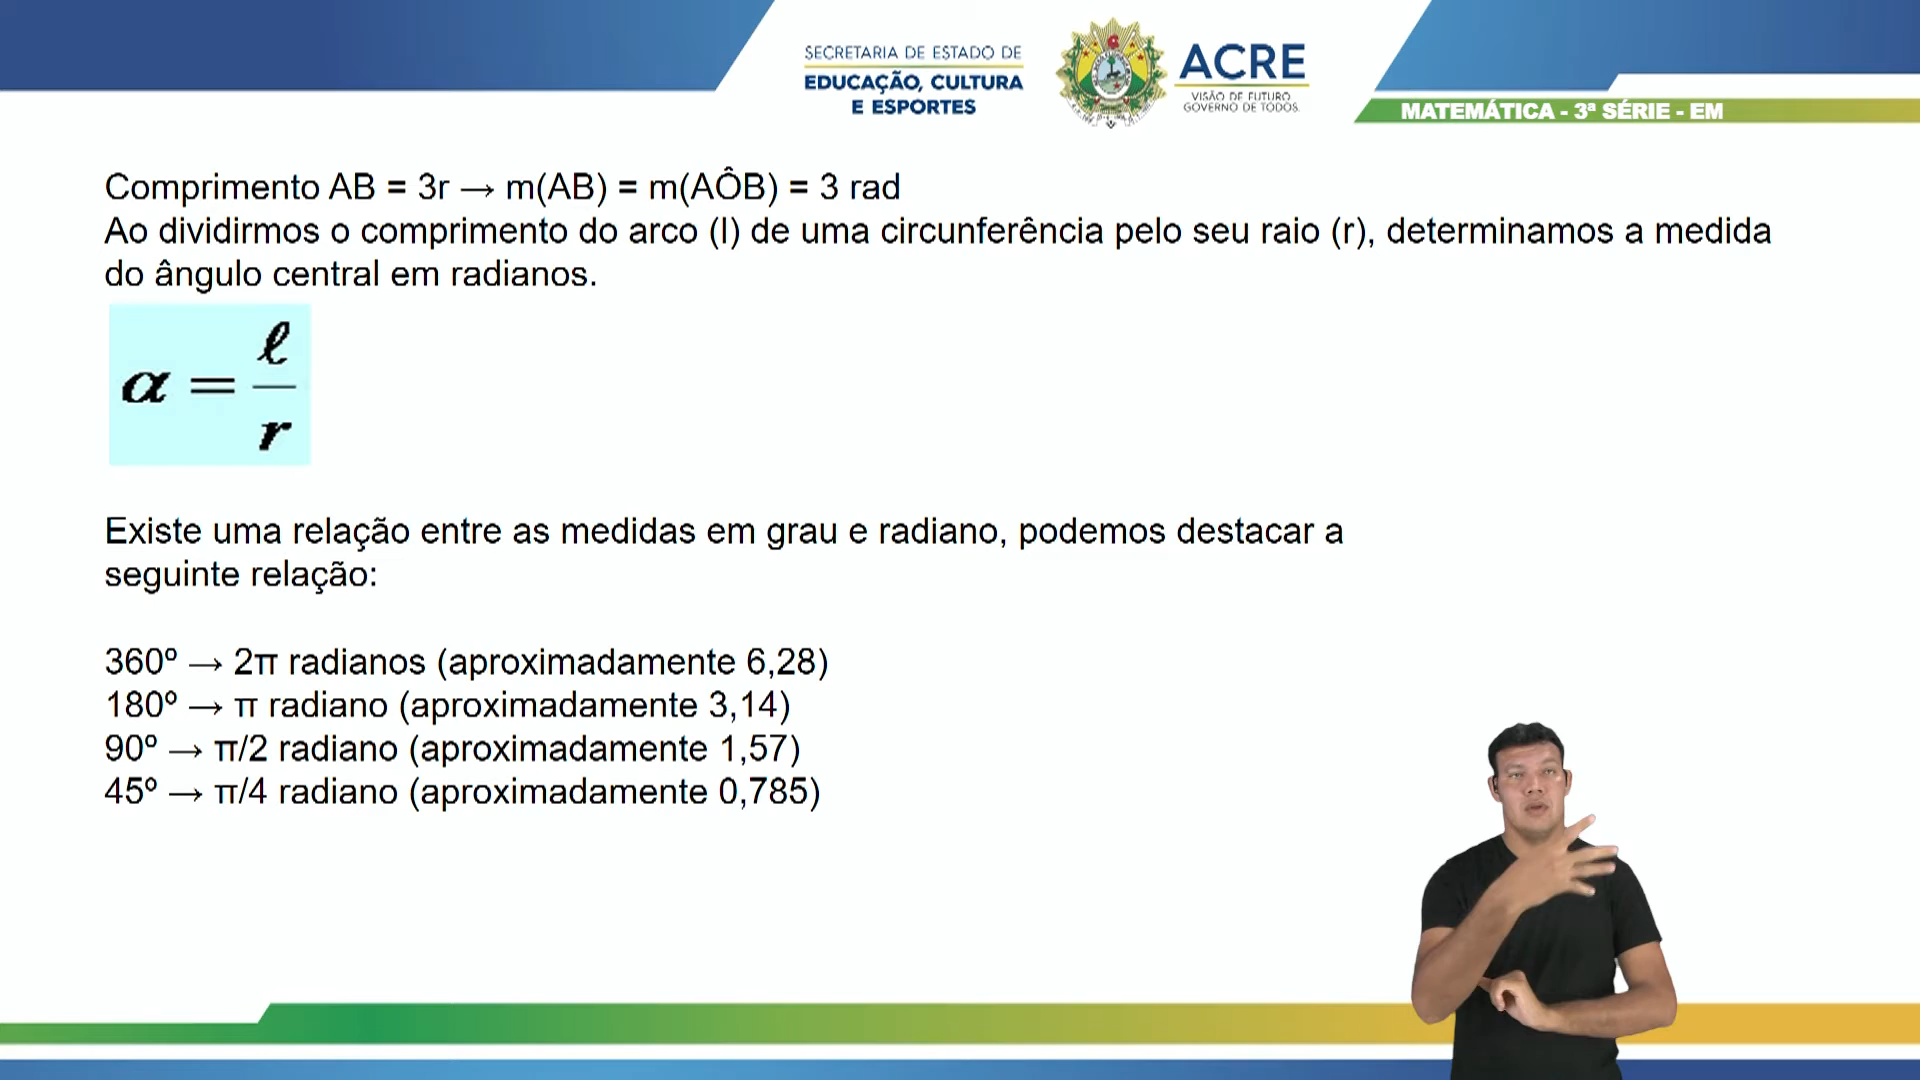 SECRETARIA DE ESTADO DE
EDUCAÇÃO, CULTURA
E ESPORTES
ACRE
VISÃO DE FUTURO
GOVERNO DE TODOS
MATEMÁTICA - 3ª SÉRIE - EM
Comprimento AB = 3r → m(AB) = m(AÔB) = 3 rad
Ao dividirmos o comprimento do arco (l) de uma circunferência pelo seu raio (r), determinamos a medida
do ângulo central em radianos.
α = ℓ/r
Existe uma relação entre as medidas em grau e radiano, podemos destacar a
seguinte relação:
360º → 2π radianos (aproximadamente 6,28)
180º → π radiano (aproximadamente 3,14)
90º → π/2 radiano (aproximadamente 1,57)
45º → π/4 radiano (aproximadamente 0,785)